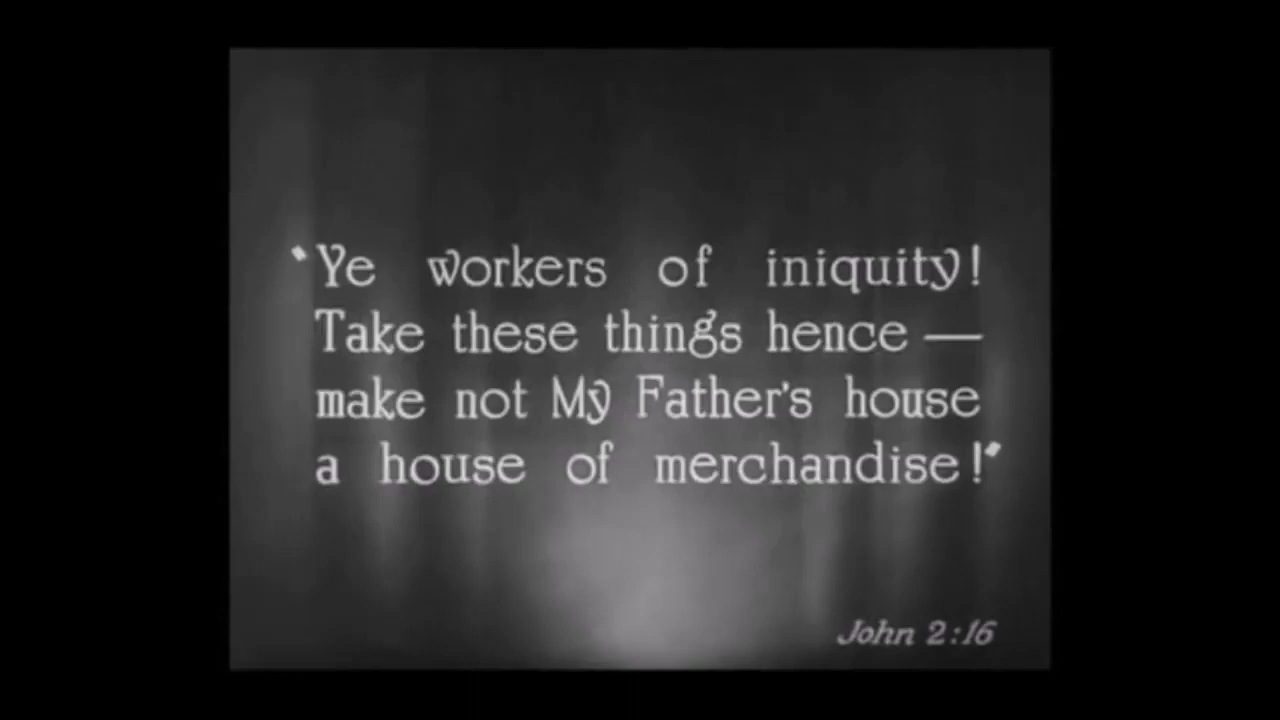 'Ye workers of iniquity!
Take these things hence —
make not My Father's house
a house of merchandise!'
John 2:16